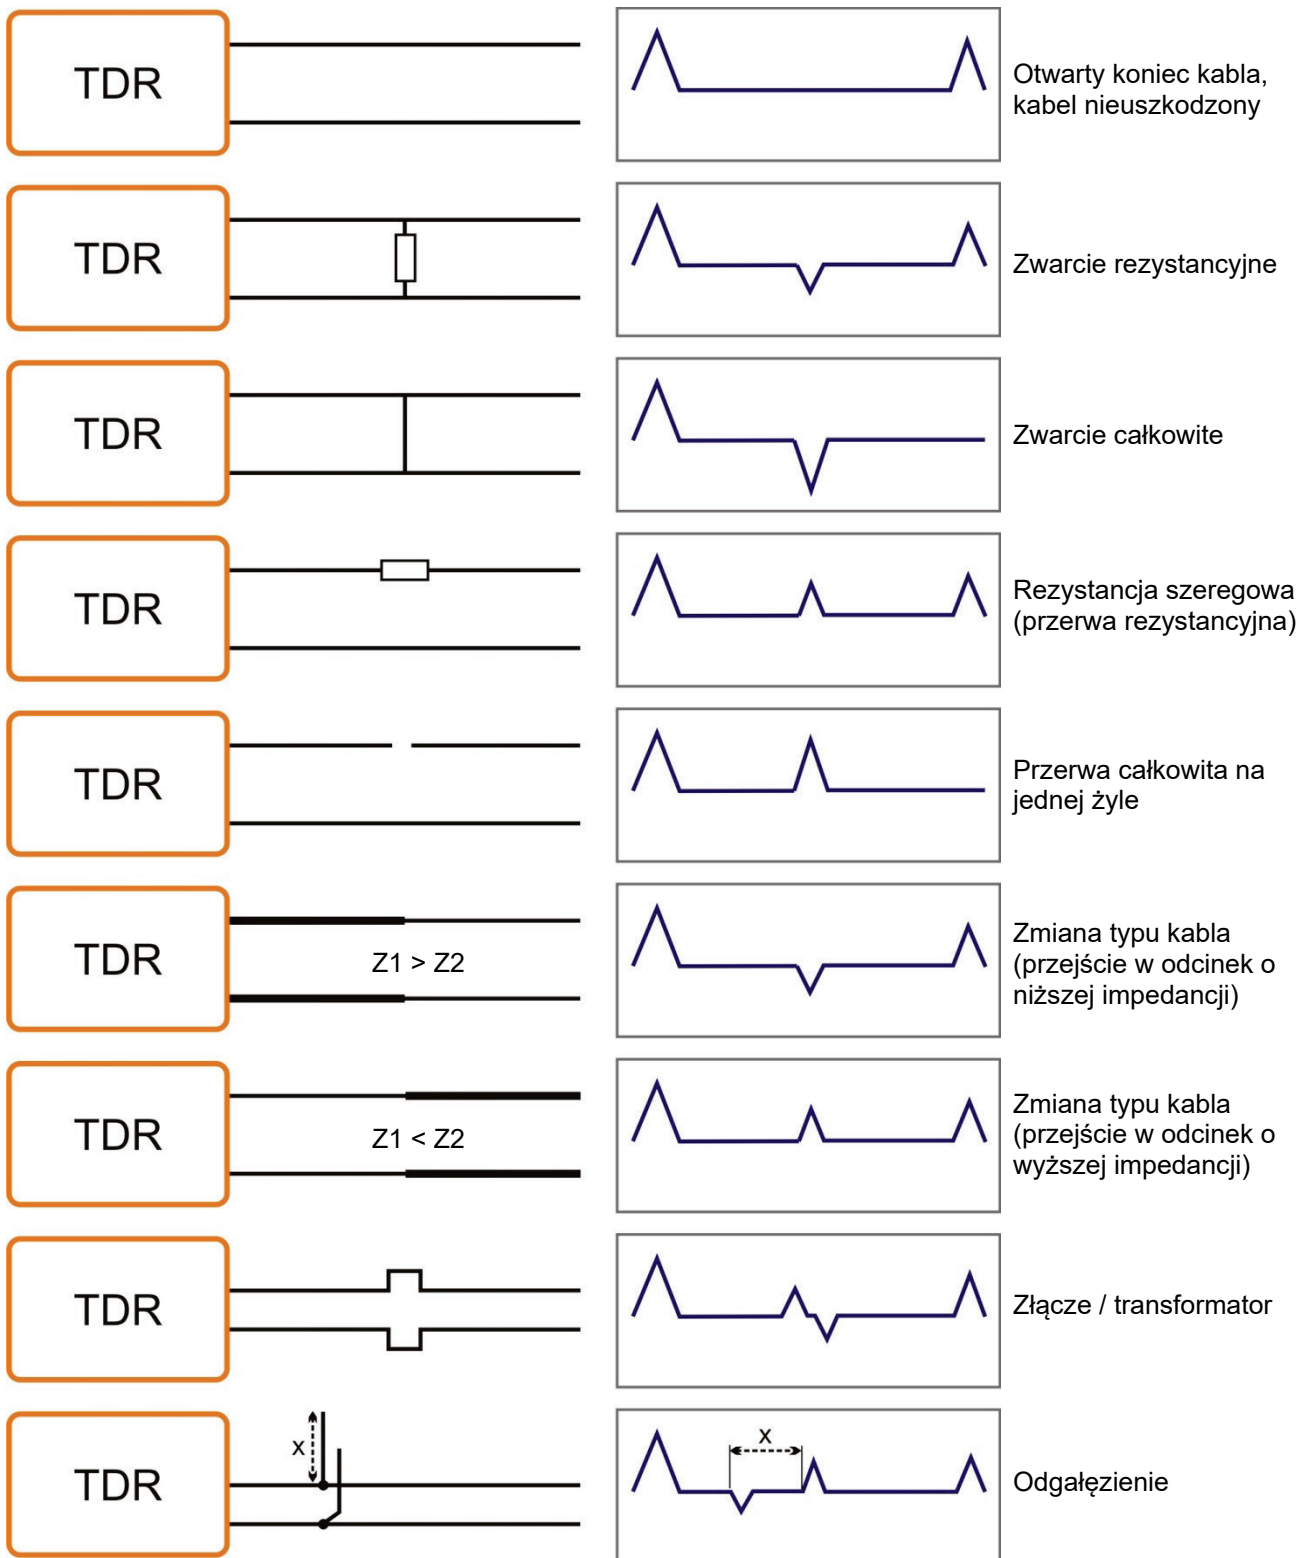 TDR
Otwarty koniec kabla,
kabel nieuszkodzony
TDR
Zwarcie rezystancyjne
TDR
Zwarcie całkowite
TDR
Rezystancja szeregowa
(przerwa rezystancyjna)
TDR
Przerwa całkowita na
jednej żyle
TDR
Z1 > Z2
Zmiana typu kabla
(przejście w odcinek o
niższej impedancji)
TDR
Z1 < Z2
Zmiana typu kabla
(przejście w odcinek o
wyższej impedancji)
TDR
Złącze / transformator
TDR
x
x
Odgałęzienie